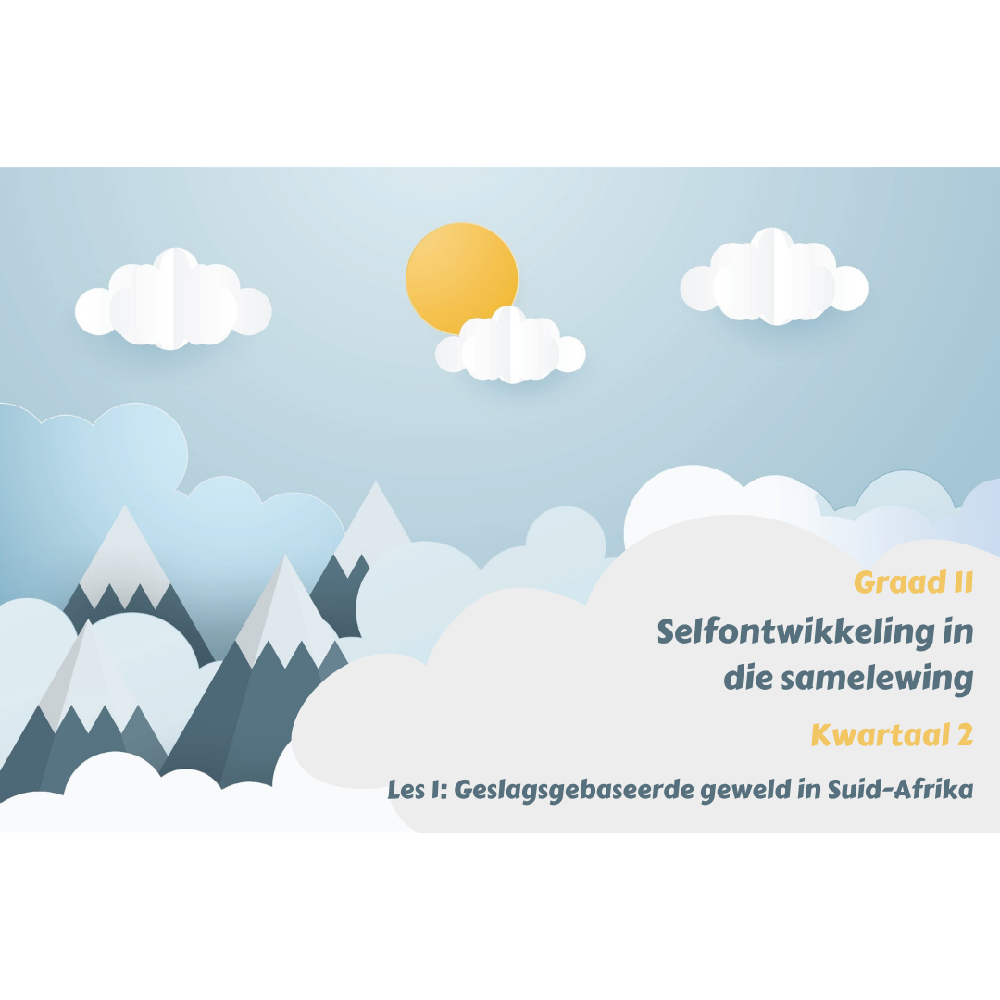 Graad 11
Selfontwikkeling in
die samelewing
Kwartaal 2
Les 1: Geslagsgebaseerde geweld in Suid-Afrika